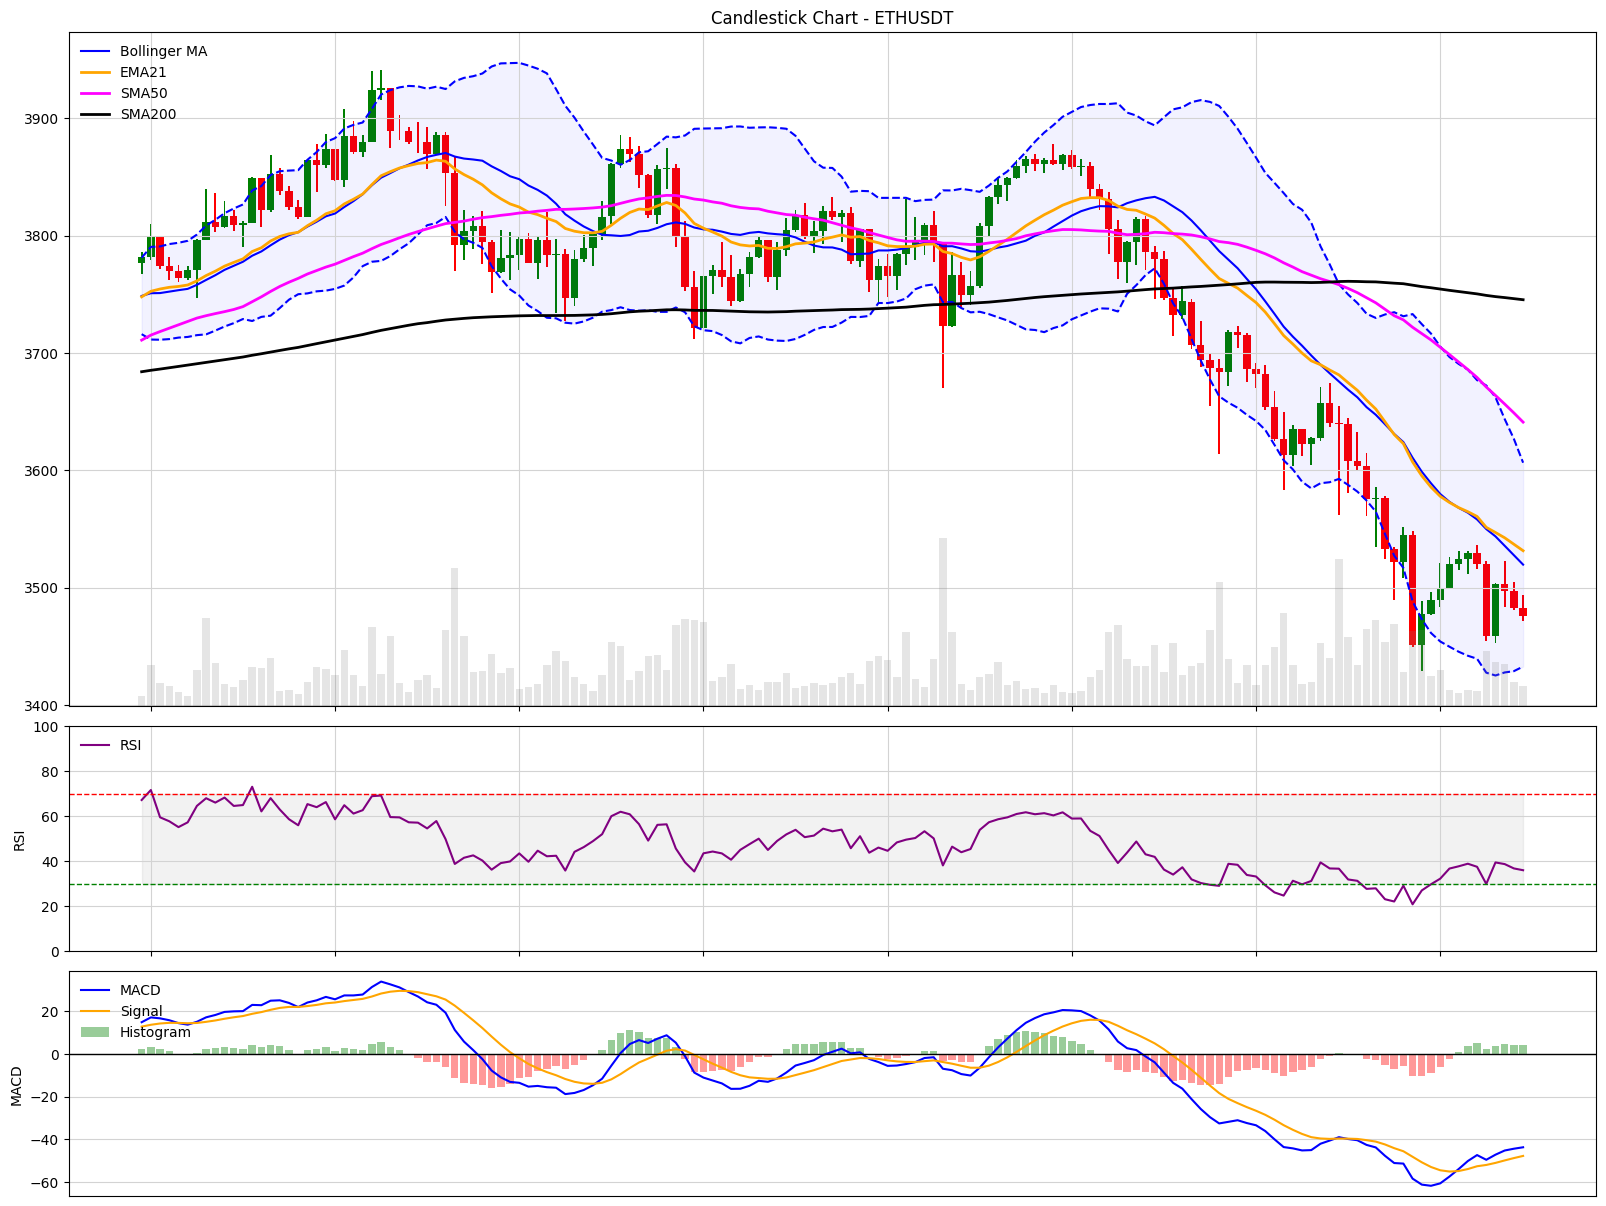 Candlestick Chart - ETHUSDT
Bollinger MA
EMA21
SMA50
SMA200
3900
3800
3700
3600
3500
3400
100
80
60
40
20
0
RSI
RSI
20
0
−20
−40
−60
MACD
MACD
Signal
Histogram